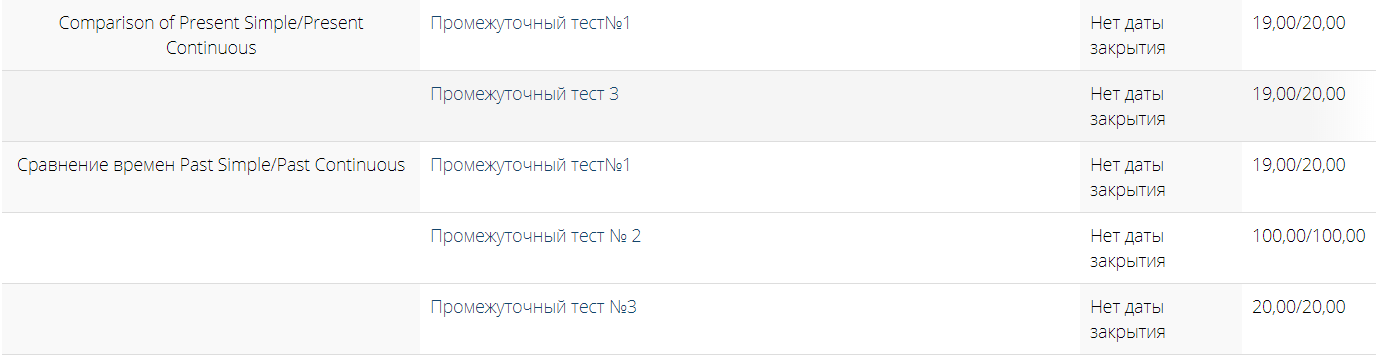 Comparison of Present Simple/Present
Continuous
Промежуточный тест№1
Нет даты
закрытия
19,00/20,00
Промежуточный тест 3
Нет даты
закрытия
19,00/20,00
Сравнение времен Past Simple/Past Continuous
Промежуточный тест№1
Нет даты
закрытия
19,00/20,00
Промежуточный тест № 2
Нет даты
закрытия
100,00/100,00
Промежуточный тест №3
Нет даты
закрытия
20,00/20,00